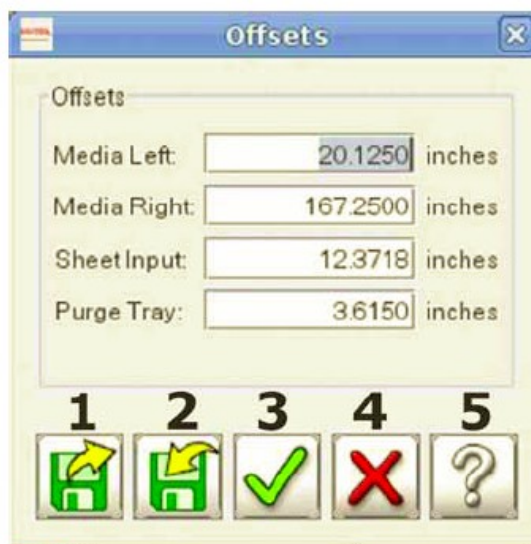 Offsets
Offsets
Media Left: 20.1250 inches
Media Right: 167.2500 inches
Sheet Input: 12.3718 inches
Purge Tray: 3.6150 inches
1 2 3 4 5